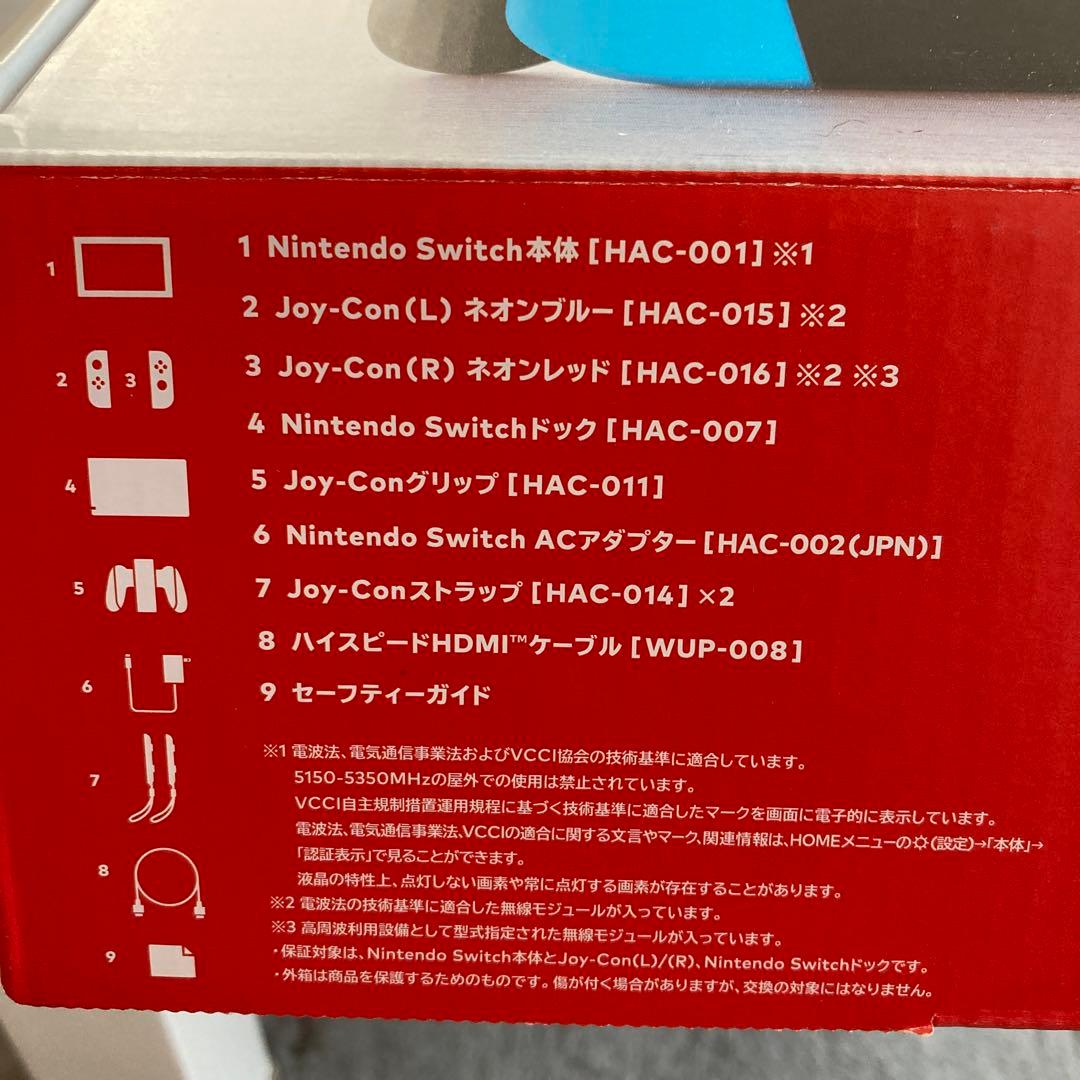 1 Nintendo Switch本体 [HAC-001] ※1
2 Joy-Con(L) ネオンブルー [HAC-015] ※2
3 Joy-Con(R) ネオンレッド [HAC-016] ※2 ※3
4 Nintendo Switchドック [HAC-007]
5 Joy-Conグリップ [HAC-011]
6 Nintendo Switch ACアダプター [HAC-002(JPN)]
7 Joy-Conストラップ [HAC-014] ×2
8 ハイスピードHDMI™ケーブル [WUP-008]
9 セーフティーガイド
1
2 3
4
5
6
7
8
9
※1 電波法、電気通信事業法およびVCCI協会の技術基準に適合しています。
5150-5350MHzの屋外での使用は禁止されています。
VCCI自主規制措置運用規程に基づく技術基準に適合したマークを画面に電子的に表示しています。
電波法、電気通信事業法、VCCIの適合に関する文言やマーク、関連情報は、HOMEメニューの(設定)→「本体」→
「認証表示」で見ることができます。
液晶の特性上、点灯しない画素や常に点灯する画素が存在することがあります。
※2 電波法の技術基準に適合した無線モジュールが入っています。
※3 高周波利用設備として型式指定された無線モジュールが入っています。
・保証対象は、Nintendo Switch本体とJoy-Con(L)/(R)、Nintendo Switchドックです。
・外箱は商品を保護するためのものです。傷が付く場合がありますが、交換の対象にはなりません。